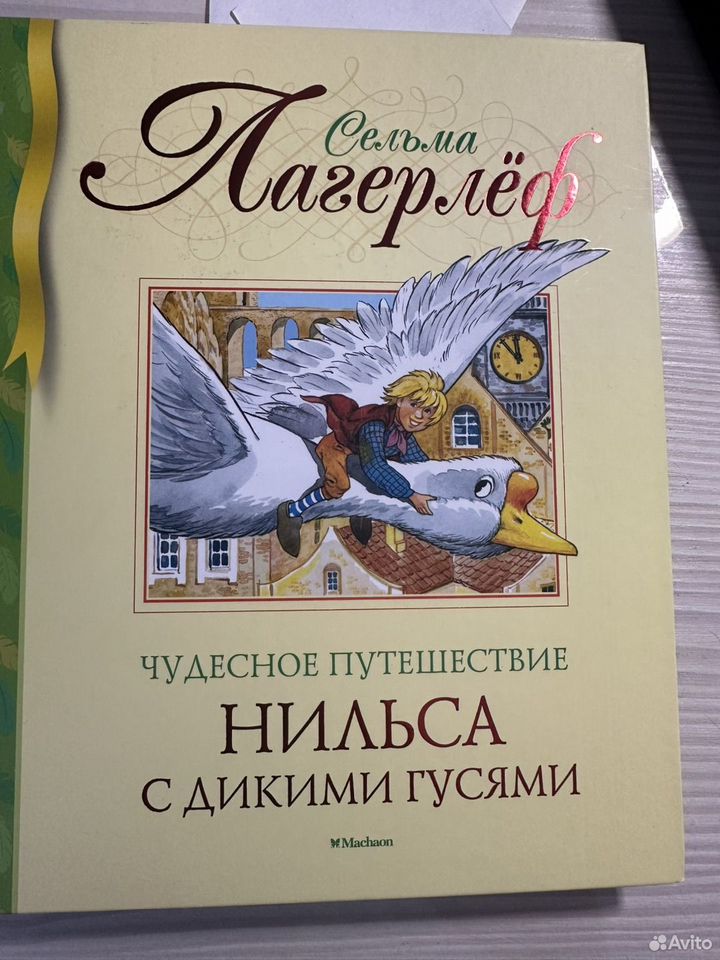 Сельма
Лагерлёф
ЧУДЕСНОЕ ПУТЕШЕСТВИЕ
НИЛЬСА
С ДИКИМИ ГУСЯМИ
Machaon
Avito